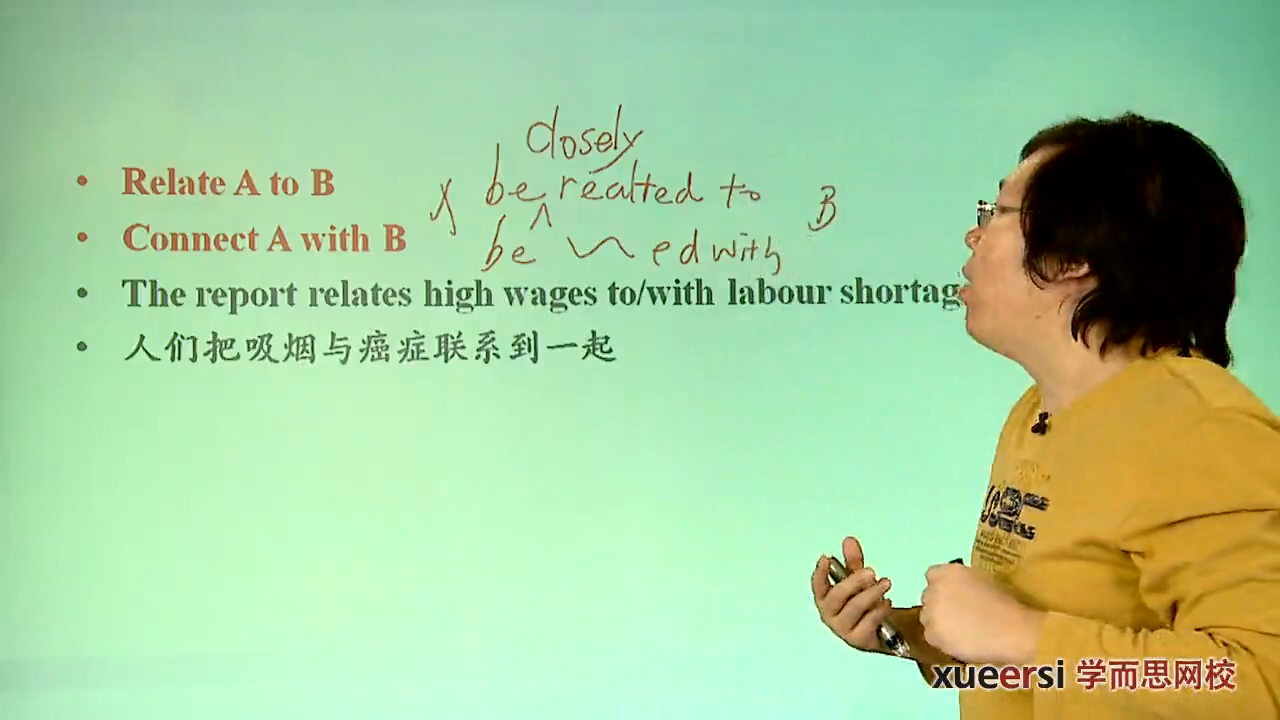 closely
• Relate A to B
A be ^ realted to B
• Connect A with B
be ed with
• The report relates high wages to/with labour shortag
• 人们把吸烟与癌症联系到一起
xueersi 学而思网校